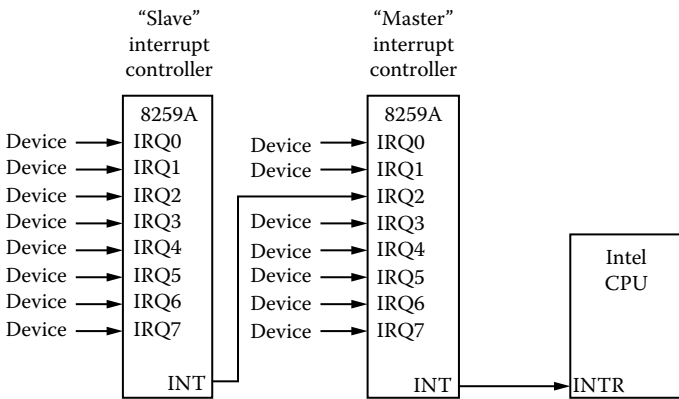 “Slave”
interrupt
controller
“Master”
interrupt
controller
8259A
Device IRQ0
Device IRQ1
Device IRQ2
Device IRQ3
Device IRQ4
Device IRQ5
Device IRQ6
Device IRQ7
INT
8259A
Device IRQ0
Device IRQ1
IRQ2
Device IRQ3
Device IRQ4
Device IRQ5
Device IRQ6
Device IRQ7
INT
Intel
CPU
INTR